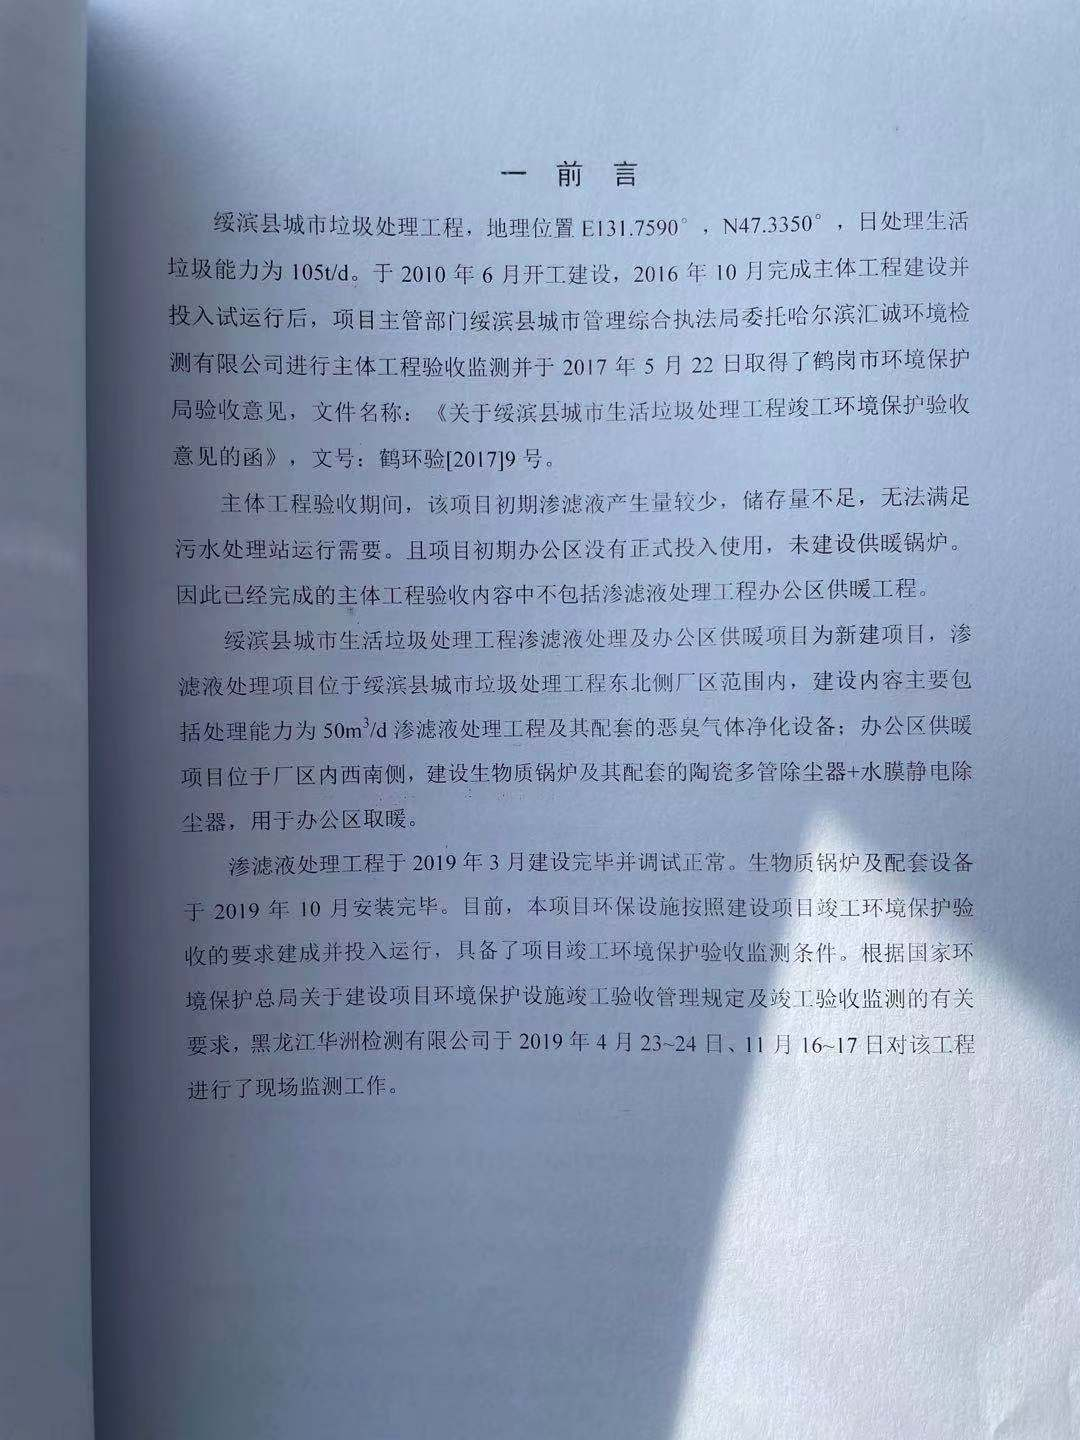 一 前 言
绥滨县城市垃圾处理工程，地理位置 E131.7590°，N47.3350°，日处理生活
垃圾能力为 105t/d。于 2010 年 6 月开工建设，2016 年 10 月完成主体工程建设并
投入试运行后，项目主管部门绥滨县城市管理综合执法局委托哈尔滨汇诚环境检
测有限公司进行主体工程验收监测并于 2017 年 5 月 22 日取得了鹤岗市环境保护
局验收意见，文件名称：《关于绥滨县城市生活垃圾处理工程竣工环境保护验收
意见的函》，文号：鹤环验[2017]9 号。
主体工程验收期间，该项目初期渗滤液产生量较少，储存量不足，无法满足
污水处理站运行需要。且项目初期办公区没有正式投入使用，未建设供暖锅炉。
因此已经完成的主体工程验收内容中不包括渗滤液处理工程办公区供暖工程。
绥滨县城市生活垃圾处理工程渗滤液处理及办公区供暖项目为新建项目，渗
滤液处理项目位于绥滨县城市垃圾处理工程东北侧厂区范围内，建设内容主要包
括处理能力为 50m³/d 渗滤液处理工程及其配套的恶臭气体净化设备；办公区供暖
项目位于厂区内西南侧，建设生物质锅炉及其配套的陶瓷多管除尘器+水膜静电除
尘器，用于办公区取暖。
渗滤液处理工程于 2019 年 3 月建设完毕并调试正常。生物质锅炉及配套设备
于 2019 年 10 月安装完毕。目前，本项目环保设施按照建设项目竣工环境保护验
收的要求建成并投入运行，具备了项目竣工环境保护验收监测条件。根据国家环
境保护总局关于建设项目环境保护设施竣工验收管理规定及竣工验收监测的有关
要求，黑龙江华洲检测有限公司于 2019 年 4 月 23~24 日、11 月 16~17 日对该工程
进行了现场监测工作。